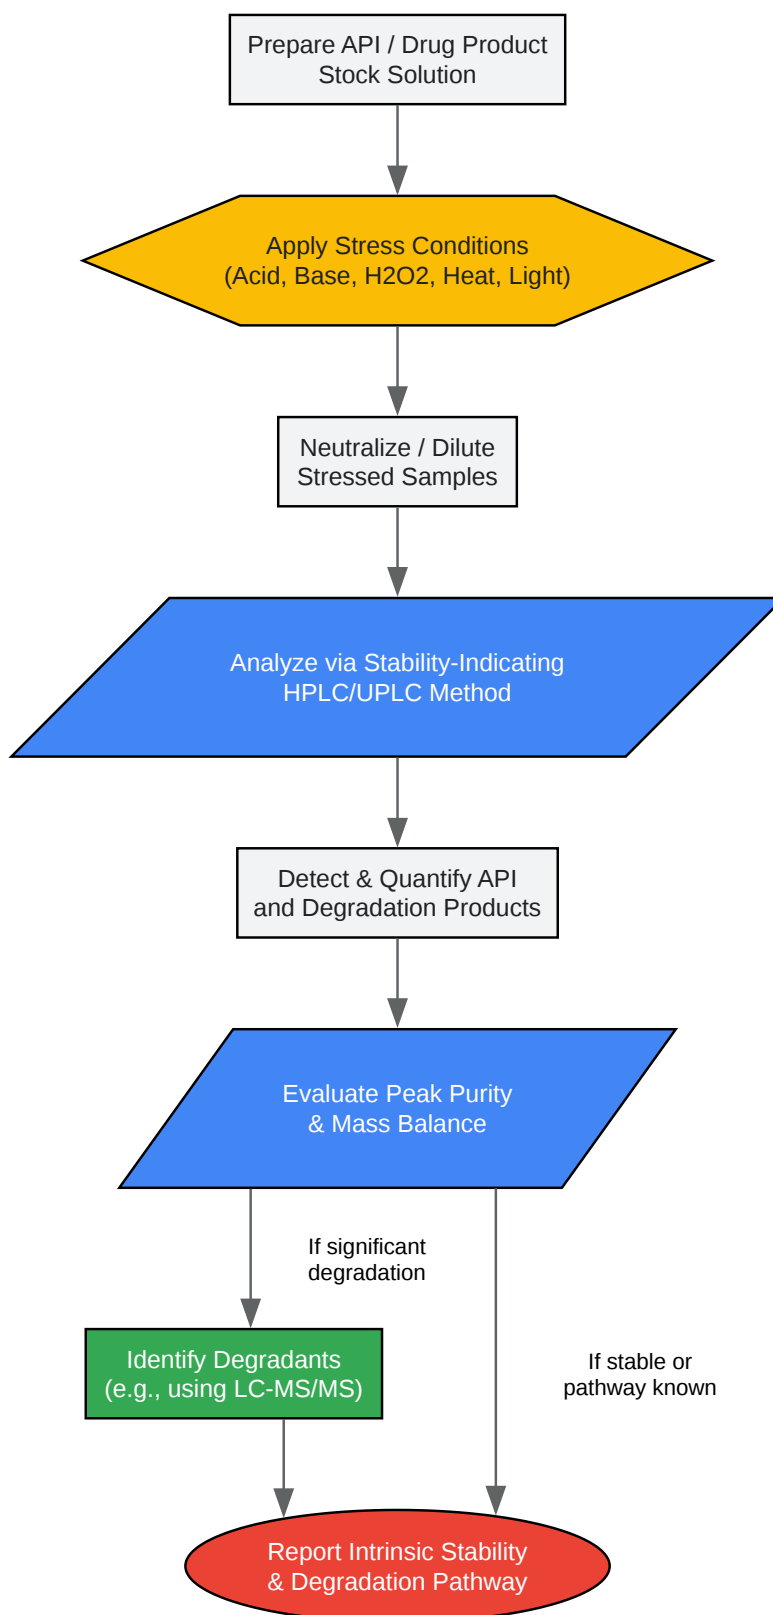 Prepare API / Drug Product
Stock Solution
Apply Stress Conditions
(Acid, Base, H2O2, Heat, Light)
Neutralize / Dilute
Stressed Samples
Analyze via Stability-Indicating
HPLC/UPLC Method
Detect & Quantify API
and Degradation Products
Evaluate Peak Purity
& Mass Balance
If significant
degradation
Identify Degradants
(e.g., using LC-MS/MS)
If stable or
pathway known
Report Intrinsic Stability
& Degradation Pathway